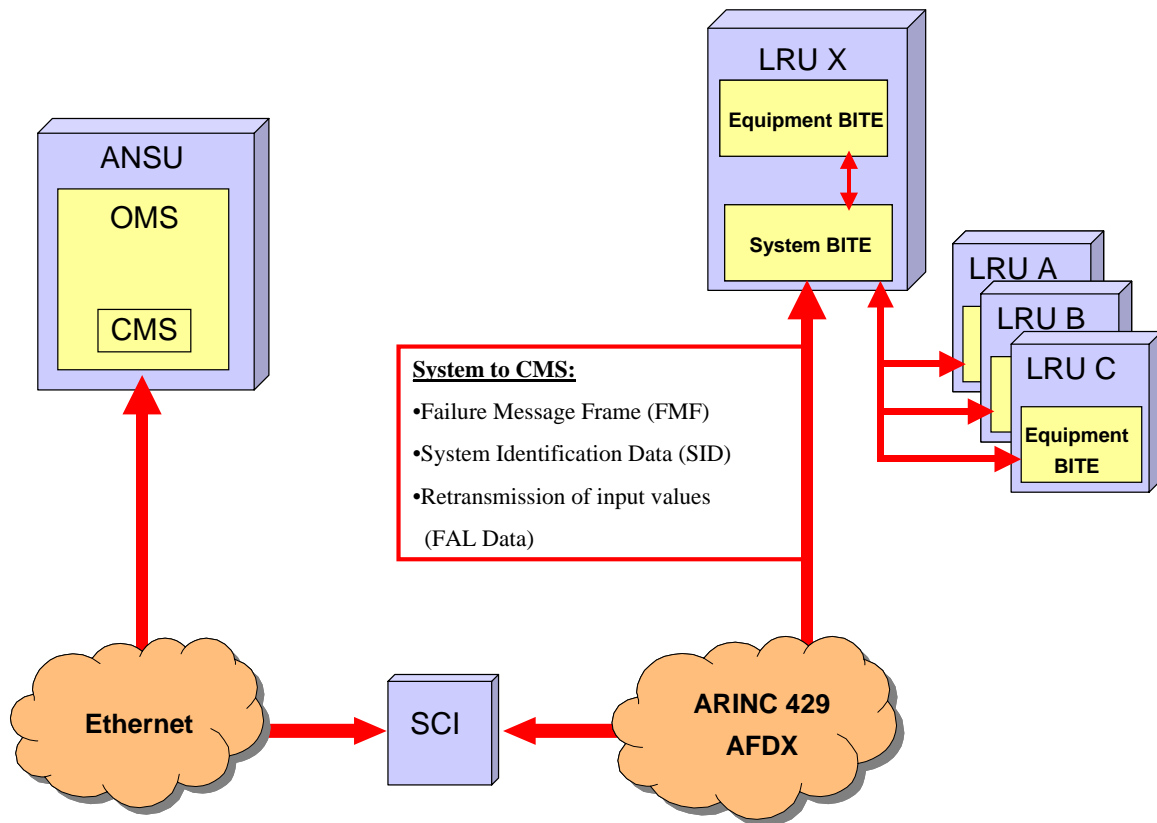 LRU X
Equipment BITE
System BITE
ANSU
OMS
CMS
LRU A
LRU B
LRU C
Equipment
BITE
System to CMS:
•Failure Message Frame (FMF)
•System Identification Data (SID)
•Retransmission of input values
(FAL Data)
Ethernet
SCI
ARINC 429
AFDX